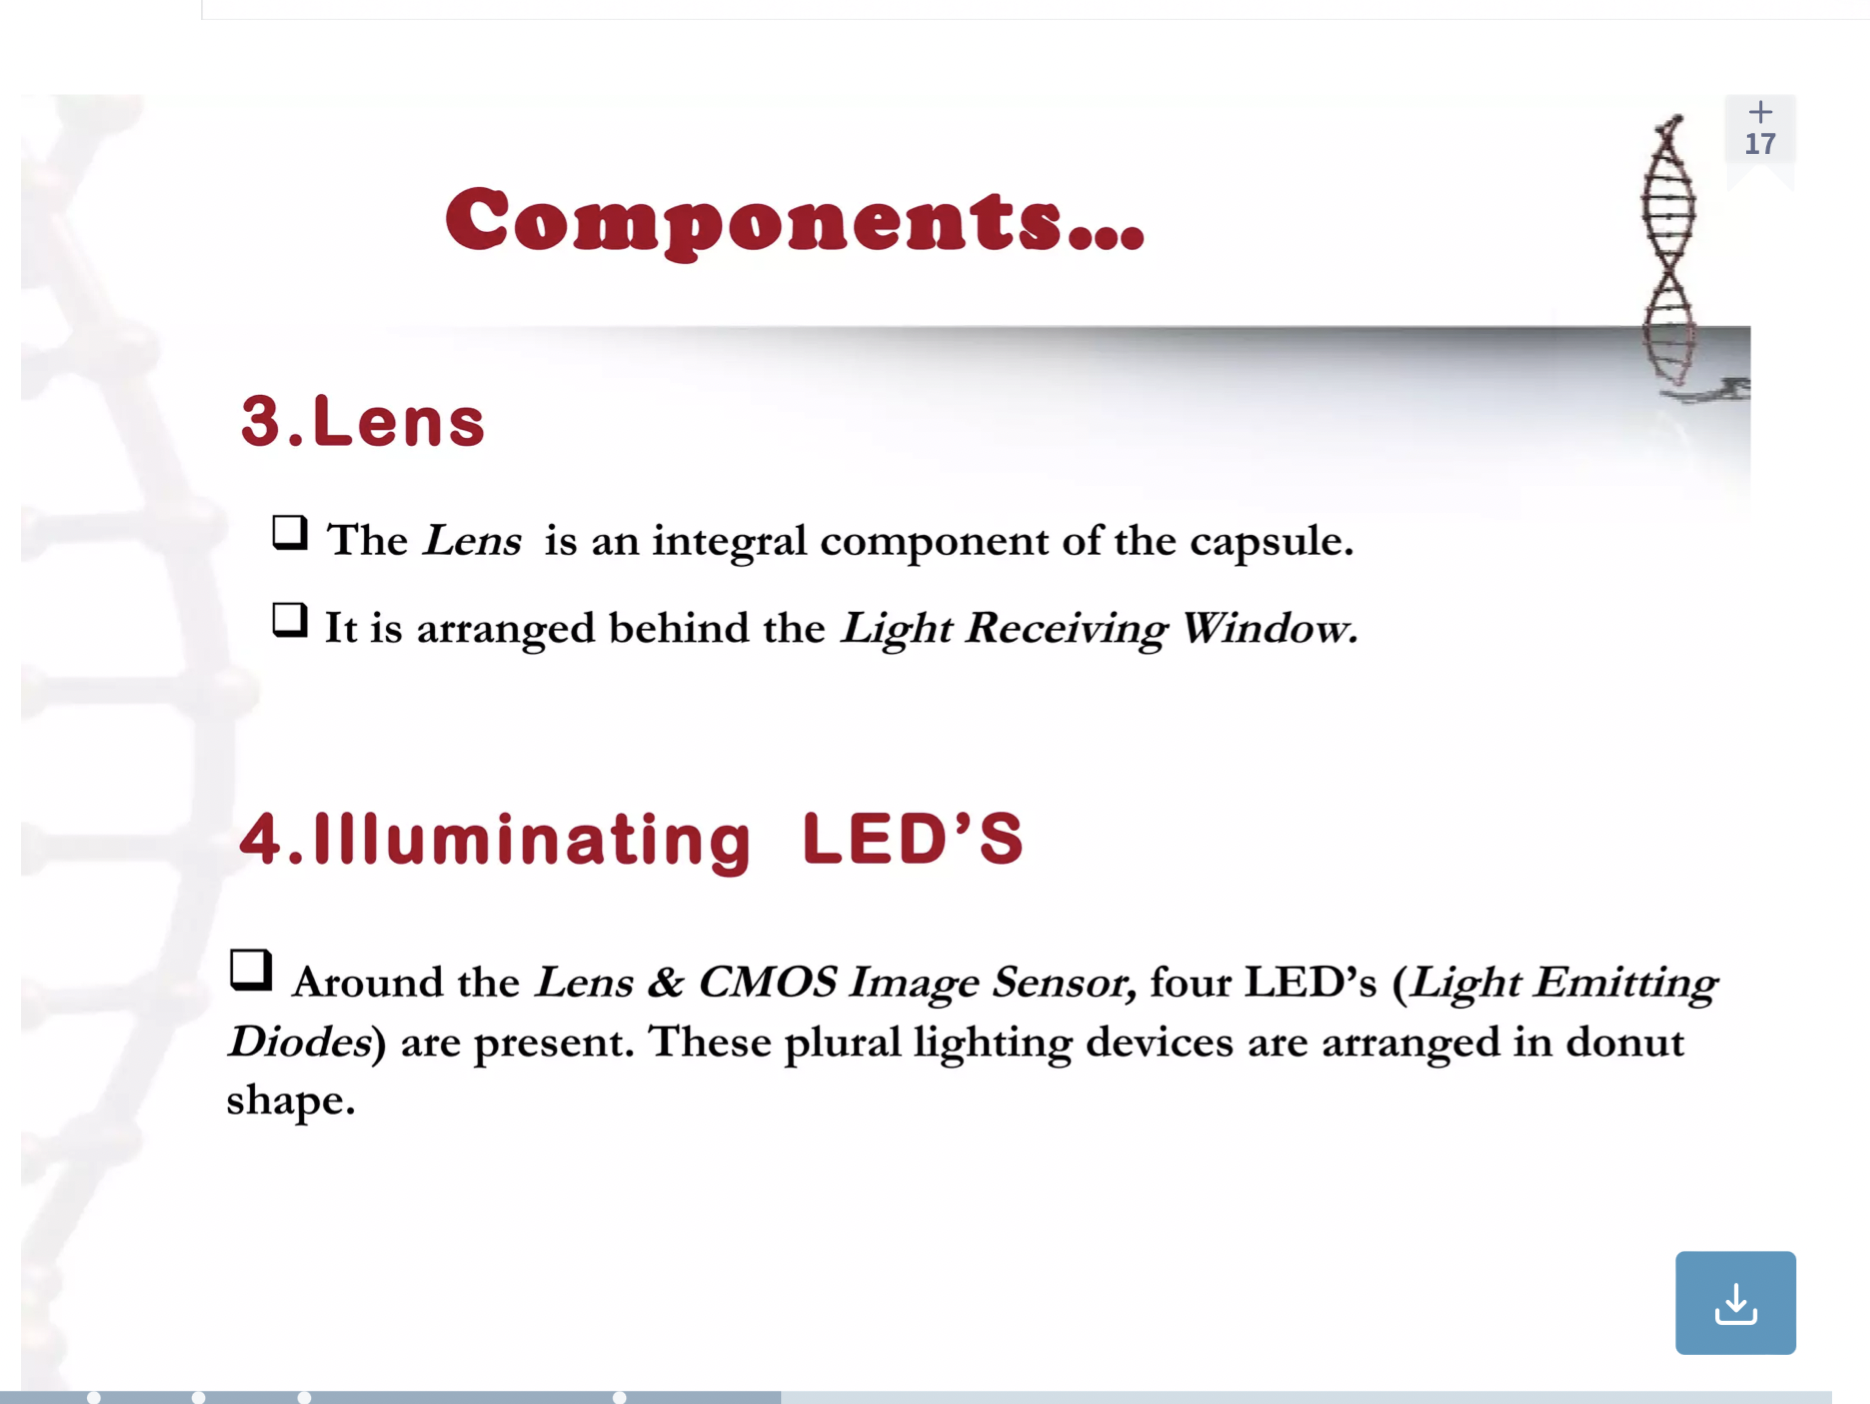 +
17
Components...
3.Lens
❑ The Lens is an integral component of the capsule.
❑ It is arranged behind the Light Receiving Window.
4.Illuminating LED’S
❑ Around the Lens & CMOS Image Sensor, four LED’s (Light Emitting
Diodes) are present. These plural lighting devices are arranged in donut
shape.